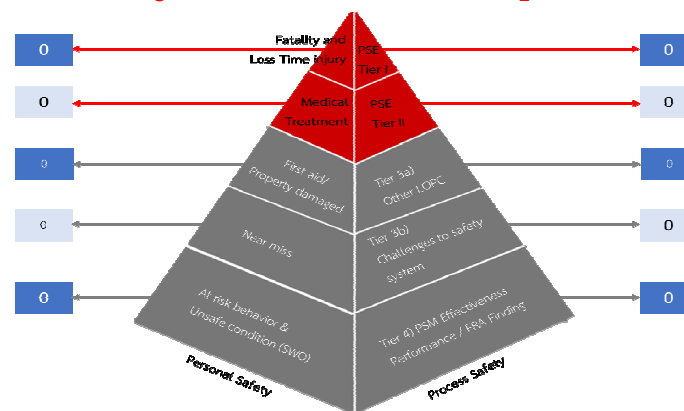 Fatality and
Loss Time injury
PSE
Tier I
0
0
Medical
Treatment
PSE
Tier II
0
0
First aid/
Property damaged
Tier 3a)
Other LOPC
0
0
Near miss
Tier 3b)
Challenges to safety
system
0
0
At risk behavior &
Unsafe condition (SWO)
Tier 4) PSM Effectiveness
Performance / FRA Finding
0
0
Personal Safety
Process Safety